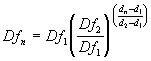 Df_n = Df_1 (Df_2 / Df_1)^((d_n − d_1) / (d_2 − d_1))